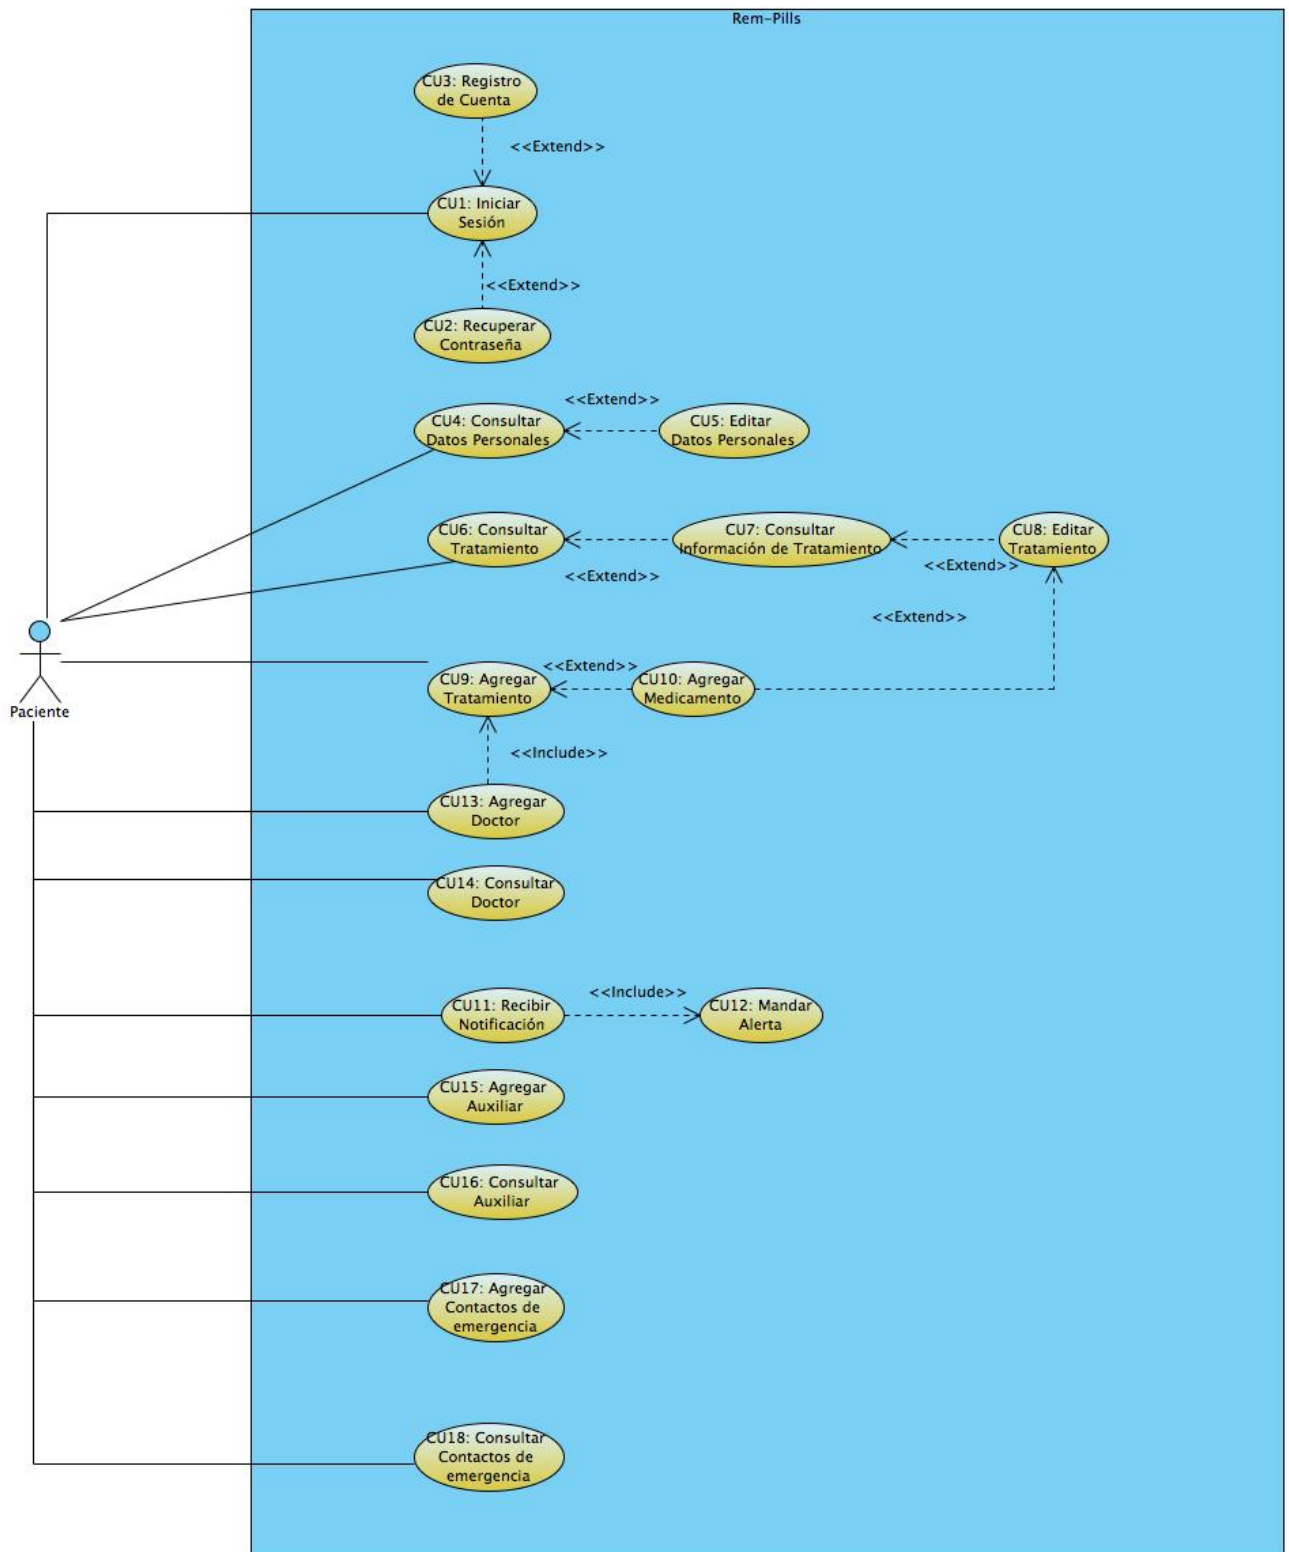 Rem-Pills
CU3: Registro
de Cuenta
<<Extend>>
CU1: Iniciar
Sesión
<<Extend>>
CU2: Recuperar
Contraseña
CU4: Consultar
Datos Personales
<<Extend>>
CU5: Editar
Datos Personales
CU6: Consultar
Tratamiento
<<Extend>>
CU7: Consultar
Información de Tratamiento
<<Extend>>
CU8: Editar
Tratamiento
<<Extend>>
Paciente
CU9: Agregar
Tratamiento
<<Extend>>
CU10: Agregar
Medicamento
<<Include>>
CU13: Agregar
Doctor
CU14: Consultar
Doctor
CU11: Recibir
Notificación
<<Include>>
CU12: Mandar
Alerta
CU15: Agregar
Auxiliar
CU16: Consultar
Auxiliar
CU17: Agregar
Contactos de
emergencia
CU18: Consultar
Contactos de
emergencia